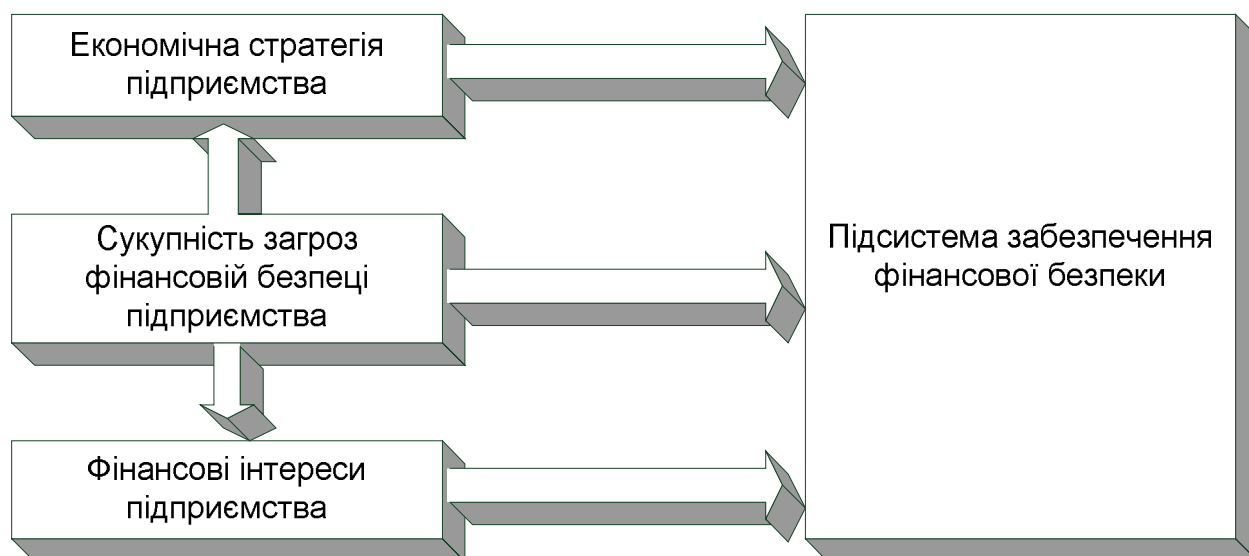 Економічна стратегія
підприємства
Сукупність загроз
фінансовій безпеці
підприємства
Підсистема забезпечення
фінансової безпеки
Фінансові інтереси
підприємства